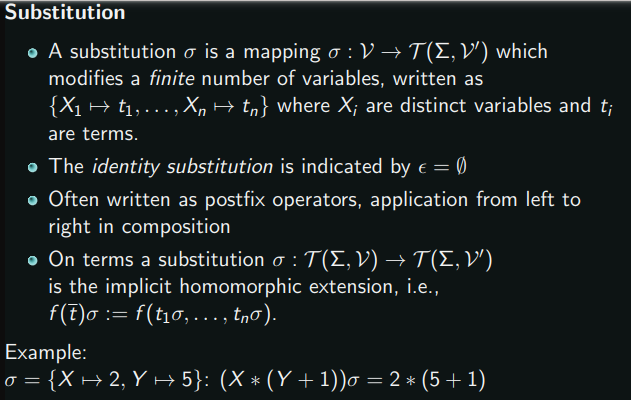 Substitution
A substitution σ is a mapping σ : 𝒱 → 𝒯(Σ, 𝒱′) which
modifies a finite number of variables, written as
{X₁ ↦ t₁, . . . , Xₙ ↦ tₙ} where Xᵢ are distinct variables and tᵢ
are terms.
The identity substitution is indicated by ϵ = ∅
Often written as postfix operators, application from left to
right in composition
On terms a substitution σ : 𝒯(Σ, 𝒱) → 𝒯(Σ, 𝒱′)
is the implicit homomorphic extension, i.e.,
f(t̅)σ := f(t₁σ, . . . , tₙσ).
Example:
σ = {X ↦ 2, Y ↦ 5}: (X ∗ (Y + 1))σ = 2 ∗ (5 + 1)